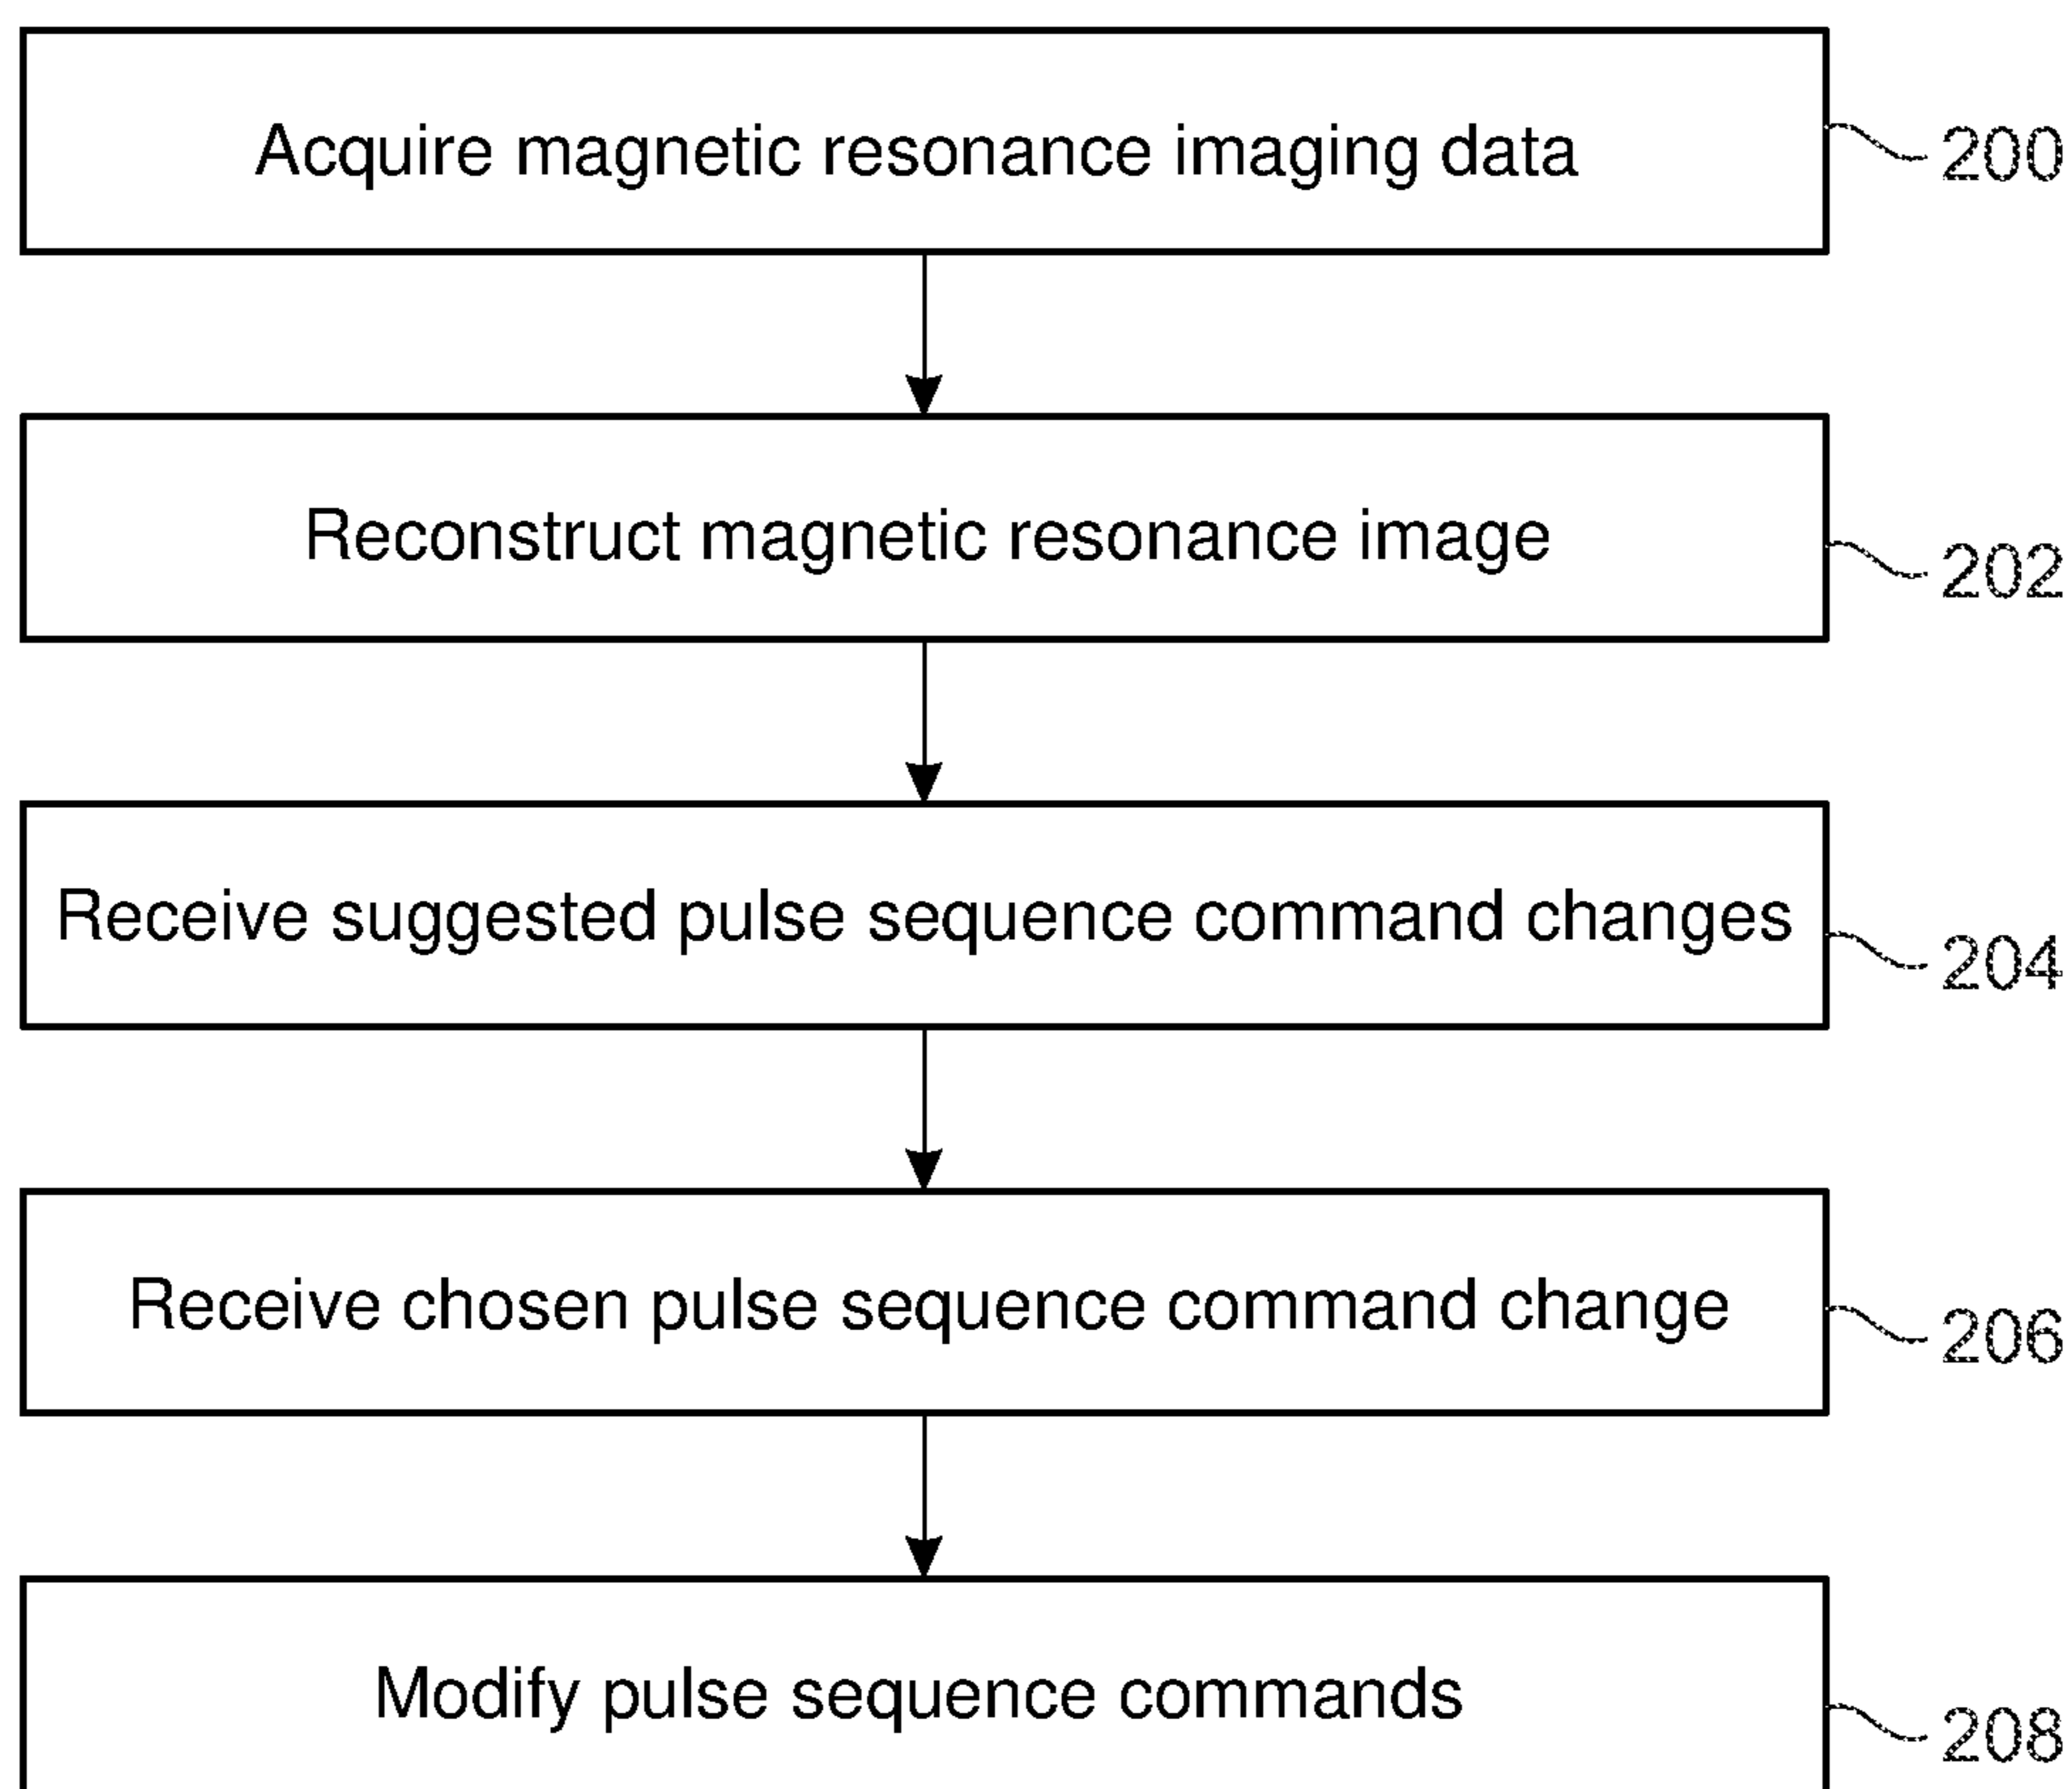 Acquire magnetic resonance imaging data
200
Reconstruct magnetic resonance image
202
Receive suggested pulse sequence command changes
204
Receive chosen pulse sequence command change
206
Modify pulse sequence commands
208